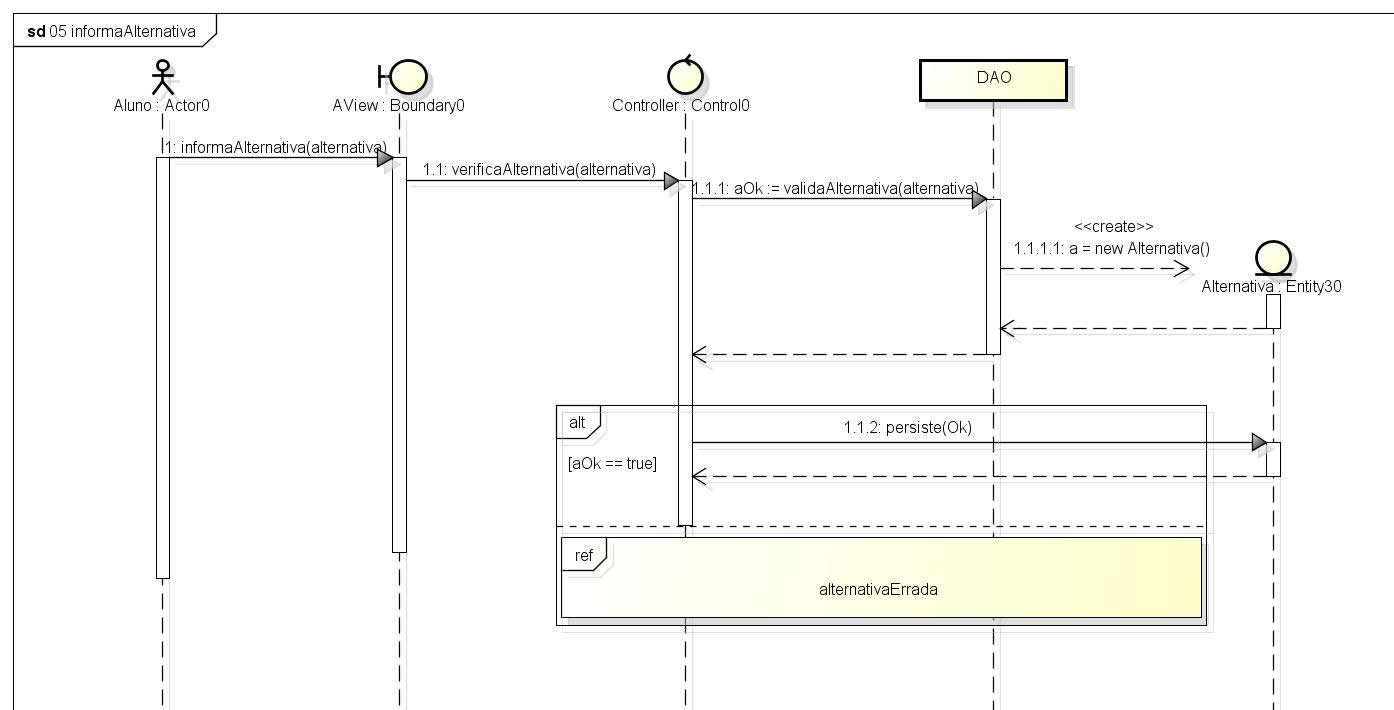 sd 05 informaAlternativa
DAO
Aluno : Actor0
AView : Boundary0
Controller : Control0
1: informaAlternativa(alternativa)
1.1: verificaAlternativa(alternativa)
1.1.1: aOk := validaAlternativa(alternativa)
<<create>>
1.1.1.1: a = new Alternativa()
Alternativa : Entity30
alt
1.1.2: persiste(Ok)
[aOk == true]
ref
alternativaErrada